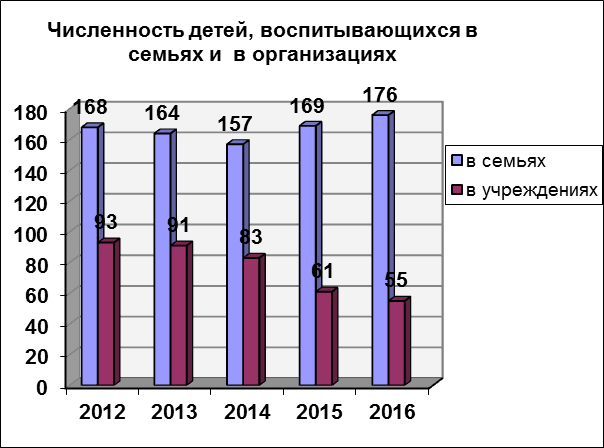 Численность детей, воспитывающихся в
семьях и в организациях
168 164 157 169 176
93 91 83 61 55
180
160
140
120
100
80
60
40
20
0
2012 2013 2014 2015 2016
в семьях
в учреждениях